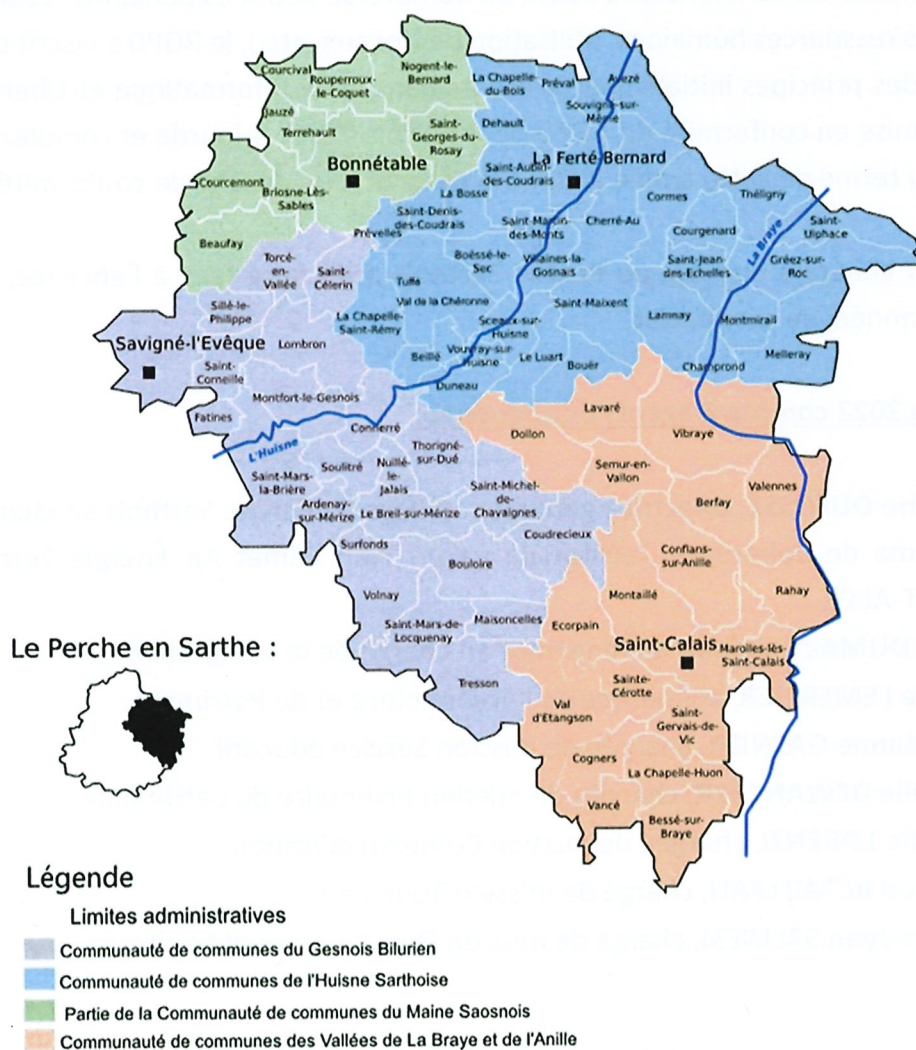 Courcival
Rouperroux-
le-Coquet
Nogent-le-
Bernard
La Chapelle-
du-Bois
Préval
Avezé
Souvigné-sur-
Même
Jauzé
Terrehault
Saint-
Georges-du-
Rosay
Dehault
Bonnétable
La Ferté-Bernard
Saint-Aubin-
des-Coudrais
Courcemont
Briosne-Lès-
Sables
La Bosse
Cormes
Théligny
Saint-Denis-
des-Coudrais
Saint-Martin-
des-Monts
Cherré-Au
Courgenard
La Braye
Saint-
Ulphace
Beaufay
Prévelles
Torcé-
en-
Vallée
Saint-
Célerin
Boëssé-le-
Sec
Villaines-la-
Gosnais
Saint-Jean-
des-Echelles
Gréez-sur-
Roc
Tuffé
Val de la Chéronne
Sillé-le-
Philippe
La Chapelle-
Saint-Rémy
Sceaux-sur-
Huisne
Saint-Maixent
Lamnay
Montmirail
Savigné-l'Evêque
Lombron
Beillé
Vouvray-sur-
Huisne
Le Luart
Bouër
Champrond
Melleray
Saint-
Corneille
Duneau
Montfort-le-Gesnois
Fatines
Connerré
Lavaré
Dollon
Vibraye
L'Huisne
Thorigné-
sur-Dué
Soulitré
Nuillé-
le-
Jalais
Semur-en-
Vallon
Saint-Mars-
la-Brière
Saint-Michel-
de-
Chavaignes
Valennes
Ardenay-
sur-Mérize
Le Breil-sur-Mérize
Berfay
Coudrecieux
Surfonds
Conflans-
sur-Anille
Bouloire
Volnay
Montaillé
Rahay
Saint-Mars-de-
Locquenay
Maisoncelles
Ecorpain
Saint-Calais
Marolles-lès-
Saint-Calais
Le Perche en Sarthe :
Tresson
Sainte-
Cérotte
Val
d'Etangson
Saint-
Gervais-de-
Vic
Cogners
La Chapelle-Huon
Vancé
Bessé-sur-
Braye
Légende
Limites administratives
Communauté de communes du Gesnois Bilurien
Communauté de communes de l'Huisne Sarthoise
Partie de la Communauté de communes du Maine Saosnois
Communauté de communes des Vallées de La Braye et de l'Anille